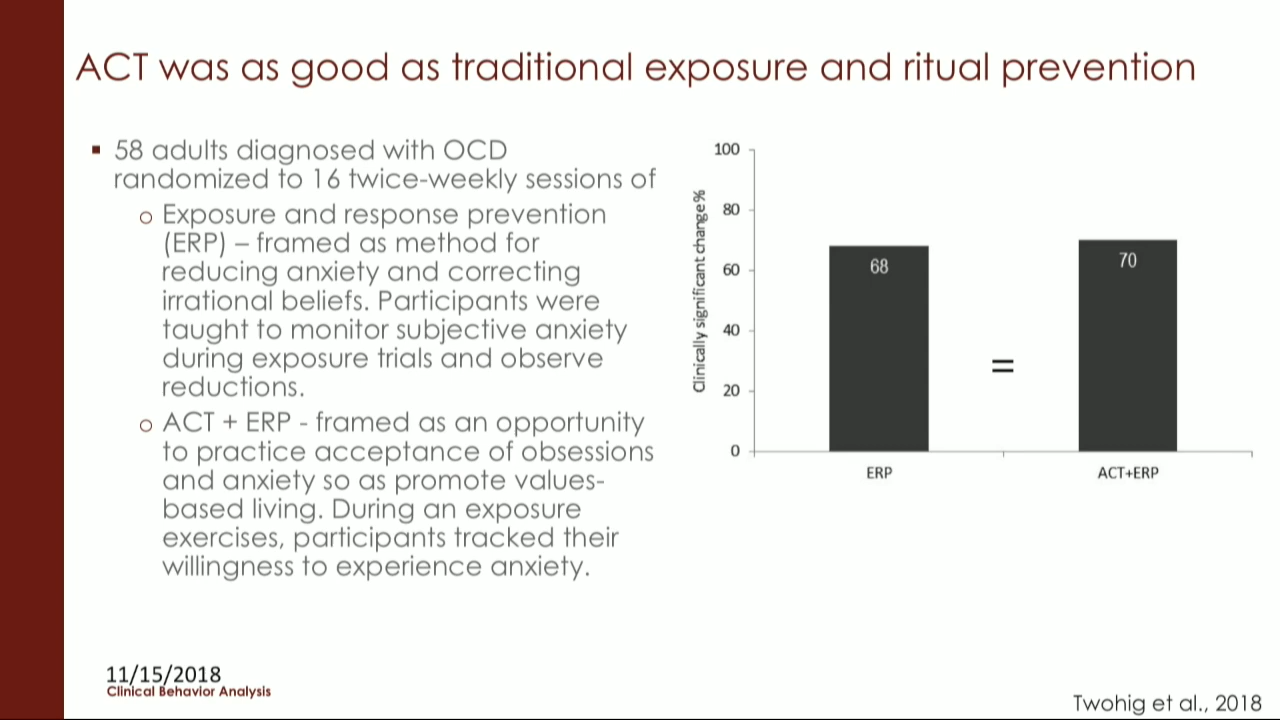 ACT was as good as traditional exposure and ritual prevention
▪ 58 adults diagnosed with OCD
randomized to 16 twice-weekly sessions of
o Exposure and response prevention
(ERP) – framed as method for
reducing anxiety and correcting
irrational beliefs. Participants were
taught to monitor subjective anxiety
during exposure trials and observe
reductions.
o ACT + ERP - framed as an opportunity
to practice acceptance of obsessions
and anxiety so as promote values-
based living. During an exposure
exercises, participants tracked their
willingness to experience anxiety.
Clinically significant change%
100
80
60
40
20
0
68
=
70
ERP
ACT+ERP
11/15/2018
Clinical Behavior Analysis
Twohig et al., 2018